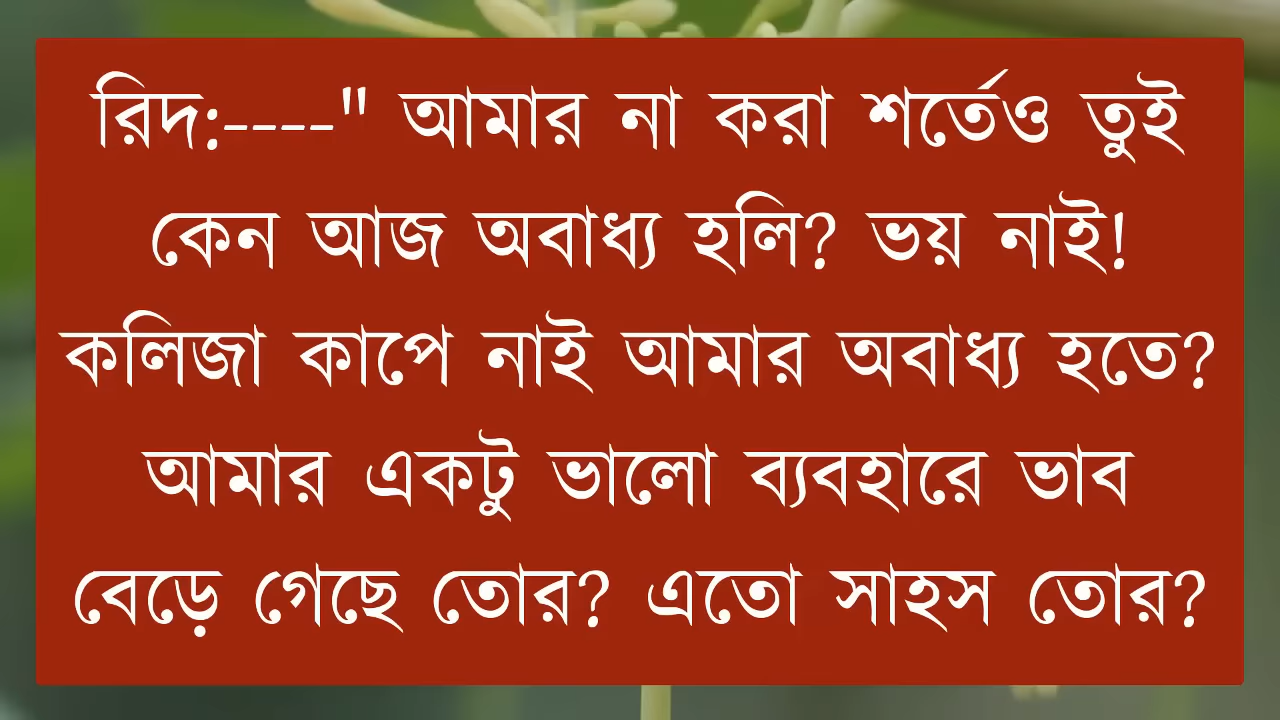 রিদ:----" আমার না করা শর্তেও তুই
কেন আজ অবাধ্য হলি? ভয় নাই!
কলিজা কাপে নাই আমার অবাধ্য হতে?
আমার একটু ভালো ব্যবহারে ভাব
বেড়ে গেছে তোর? এতো সাহস তোর?